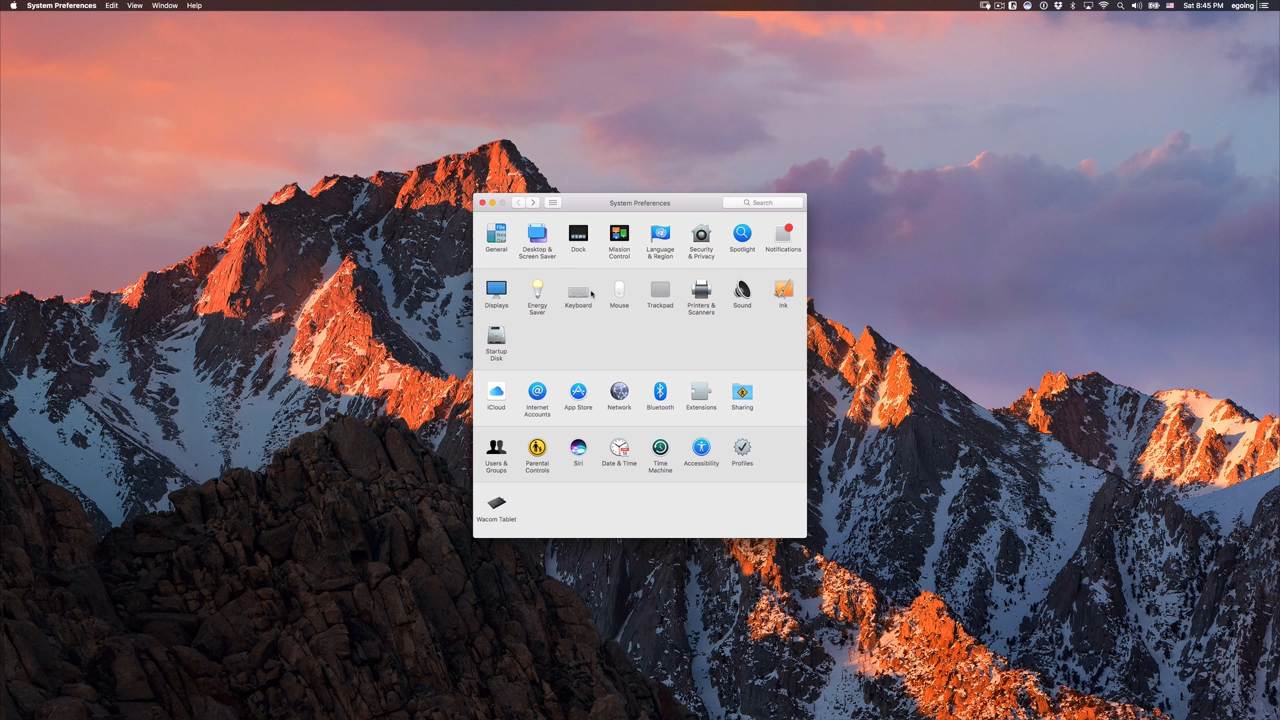 System Preferences Edit View Window Help
Sat 8:45 PM egoing
System Preferences
Search
General
Desktop &
Screen Saver
Dock
Mission
Control
Language
& Region
Security
& Privacy
Spotlight
Notifications
Displays
Energy
Saver
Keyboard
Mouse
Trackpad
Printers &
Scanners
Sound
Ink
Startup
Disk
iCloud
Internet
Accounts
App Store
Network
Bluetooth
Extensions
Sharing
Users &
Groups
Parental
Controls
Siri
Date & Time
Time
Machine
Accessibility
Profiles
Wacom Tablet